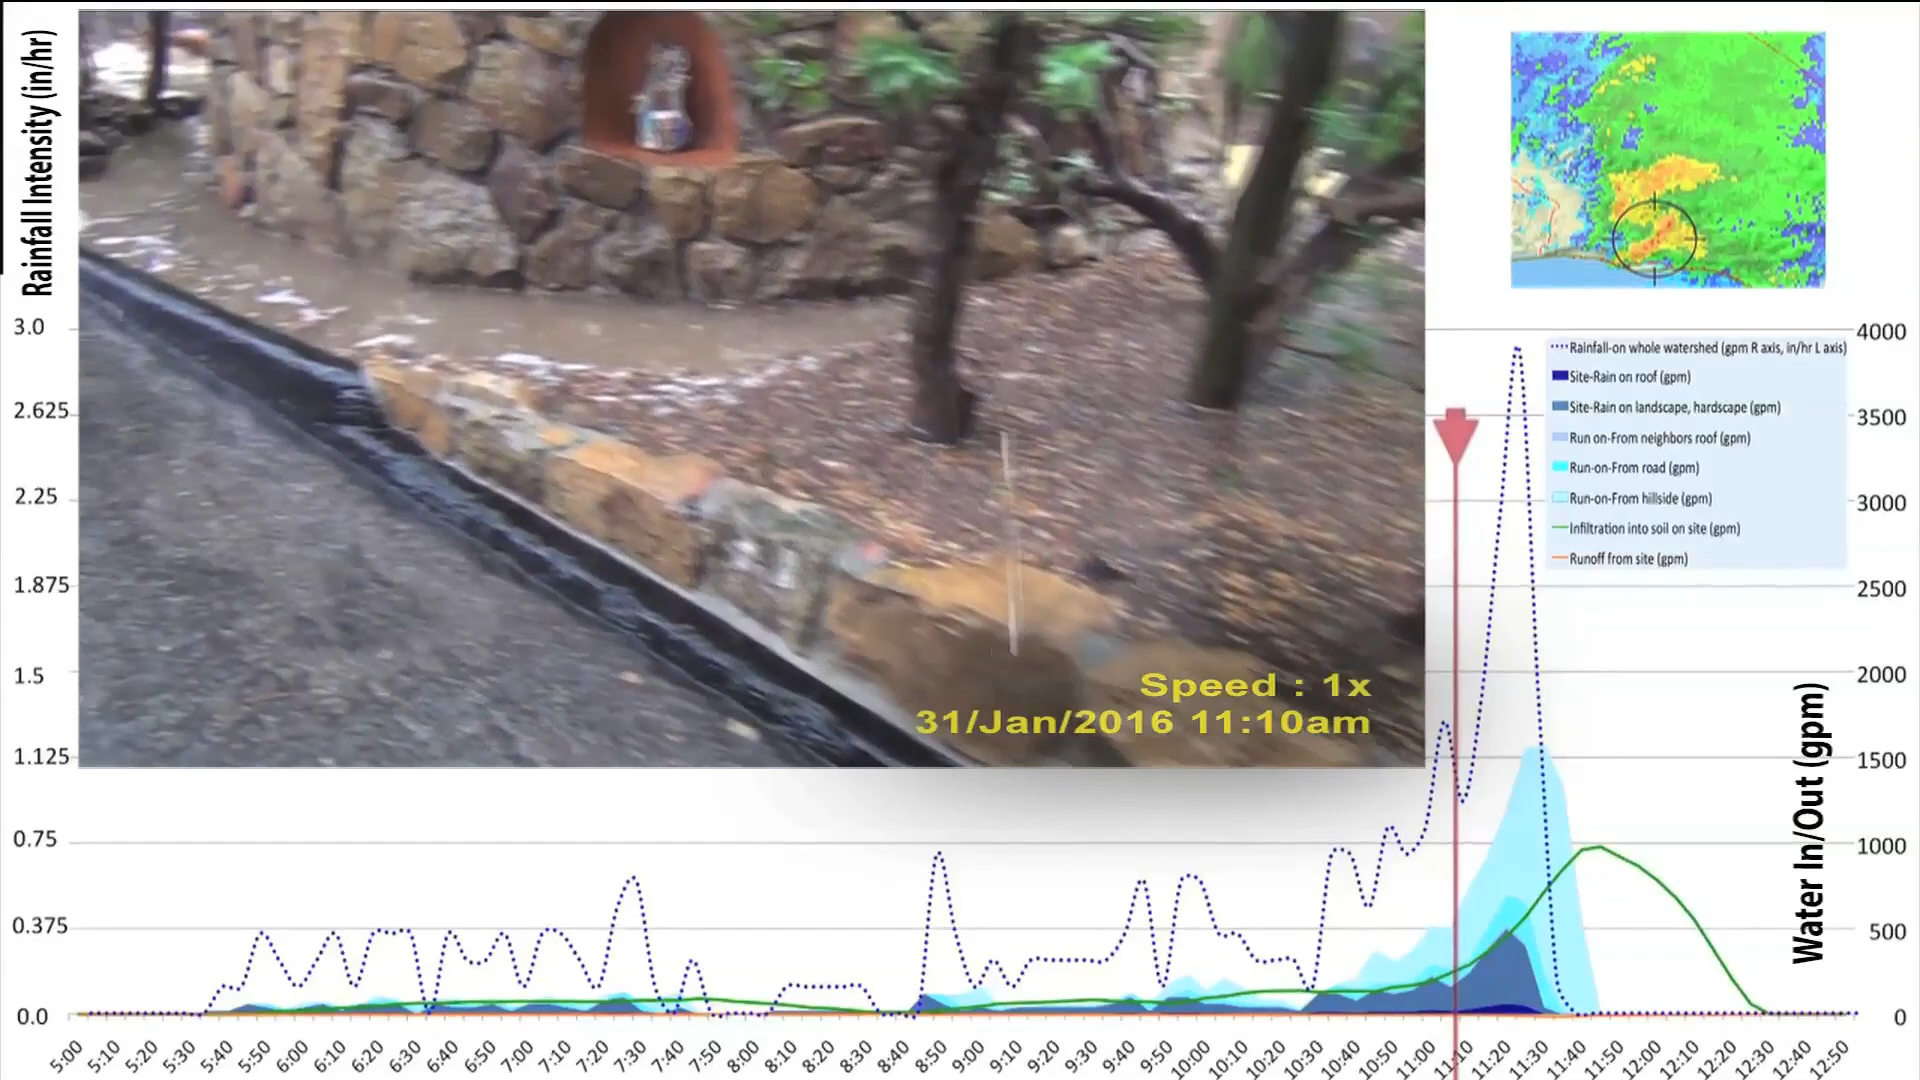 Rainfall Intensity (in/hr)
3.0
2.625
2.25
1.875
1.5
1.125
0.75
0.375
0.0
Speed : 1x
31/Jan/2016 11:10am
Rainfall-on whole watershed (gpm R axis, in/hr L axis)
Site-Rain on roof (gpm)
Site-Rain on landscape, hardscape (gpm)
Run on-From neighbors roof (gpm)
Run-on-From road (gpm)
Run-on-From hillside (gpm)
Infiltration into soil on site (gpm)
Runoff from site (gpm)
4000
3500
3000
2500
2000
1500
1000
500
0
Water In/Out (gpm)
5:00 5:10 5:20 5:30 5:40 5:50 6:00 6:10 6:20 6:30 6:40 6:50 7:00 7:10 7:20 7:30 7:40 7:50 8:00 8:10 8:20 8:30 8:40 8:50 9:00 9:10 9:20 9:30 9:40 9:50 10:00 10:10 10:20 10:30 10:40 10:50 11:00 11:10 11:20 11:30 11:40 11:50 12:00 12:10 12:20 12:30 12:40 12:50